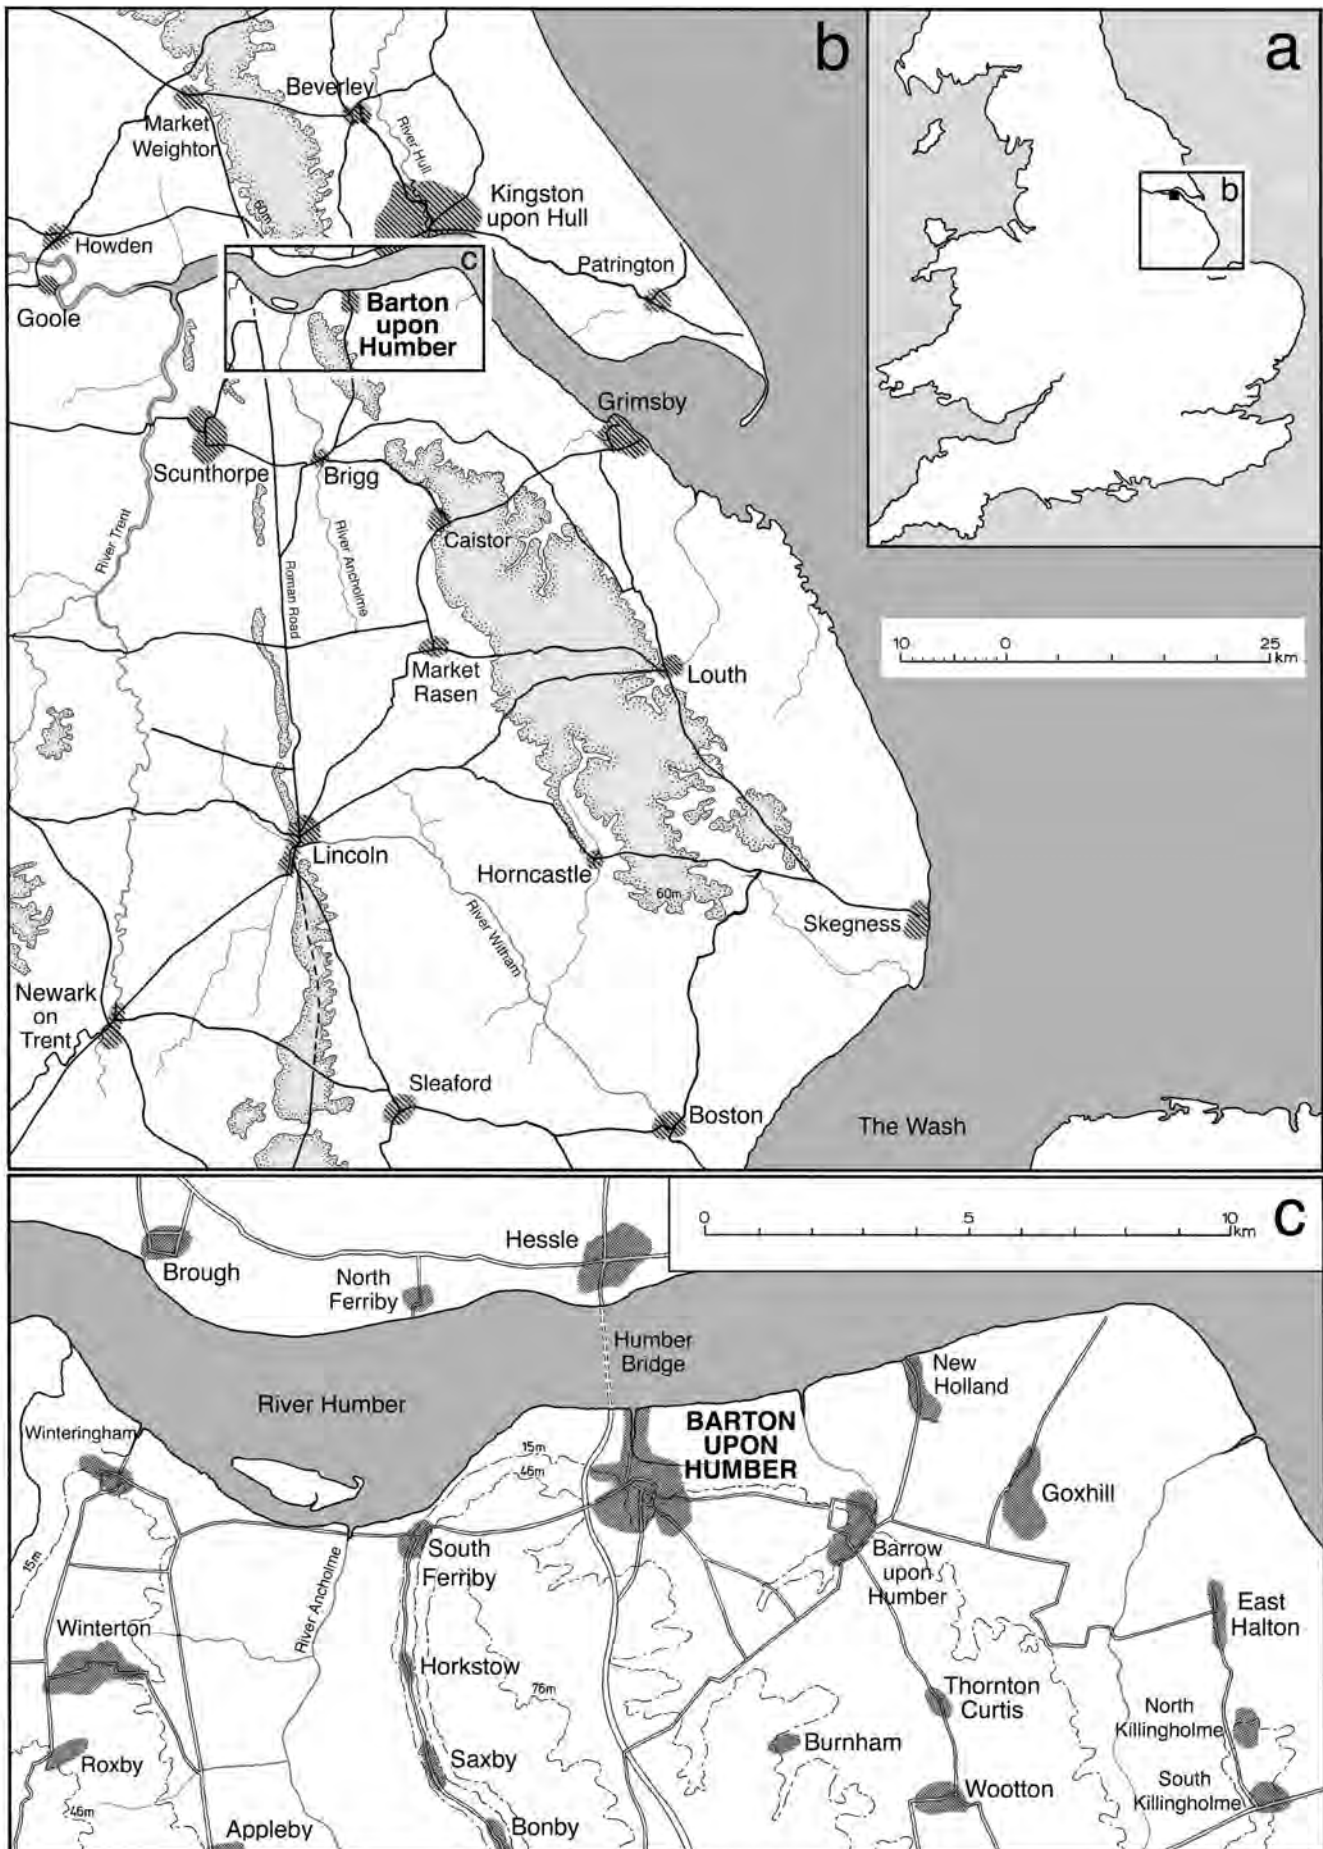 b
a
b
Beverley
Market
Weighton
River Hull
Kingston
upon Hull
60m
Howden
Patrington
c
Goole
Barton
upon
Humber
Grimsby
Scunthorpe
Brigg
Caistor
River Trent
River Ancholme
Roman Road
10
0
25
km
Market
Rasen
Louth
Lincoln
Horncastle
60m
River Witham
Skegness
Newark
on
Trent
Sleaford
Boston
The Wash
c
0
5
10
km
Brough
Hessle
North
Ferriby
Humber
Bridge
River Humber
New
Holland
Winteringham
BARTON
UPON
HUMBER
15m
46m
Goxhill
15m
South
Ferriby
River Ancholme
Barrow
upon
Humber
East
Halton
Winterton
Horkstow
76m
Thornton
Curtis
North
Killingholme
Roxby
Saxby
Burnham
Wootton
South
Killingholme
46m
Appleby
Bonby